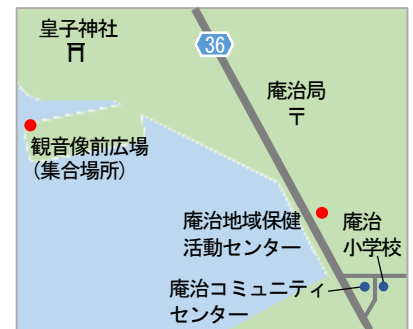 皇子神社
36
庵治局
〒
観音像前広場
(集合場所)
庵治地域保健
活動センター
庵治
小学校
庵治コミュニティ
センター